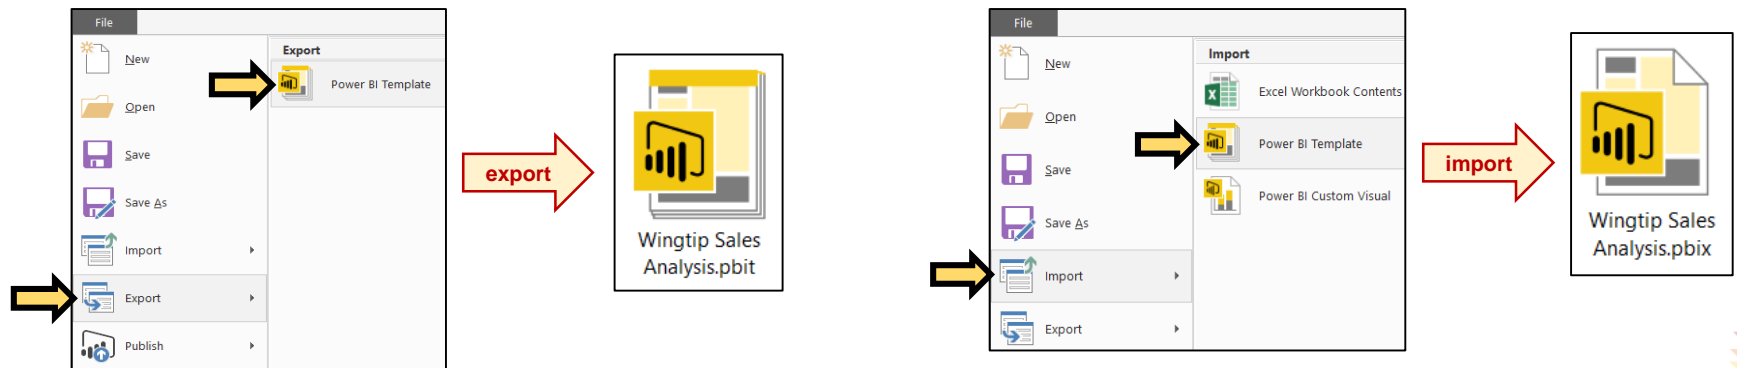 File
New
Open
Save
Save As
Import
Export
Publish
Export
Power BI Template
export
Wingtip Sales
Analysis.pbit
File
New
Open
Save
Save As
Import
Export
Import
Excel Workbook Contents
Power BI Template
Power BI Custom Visual
import
Wingtip Sales
Analysis.pbix